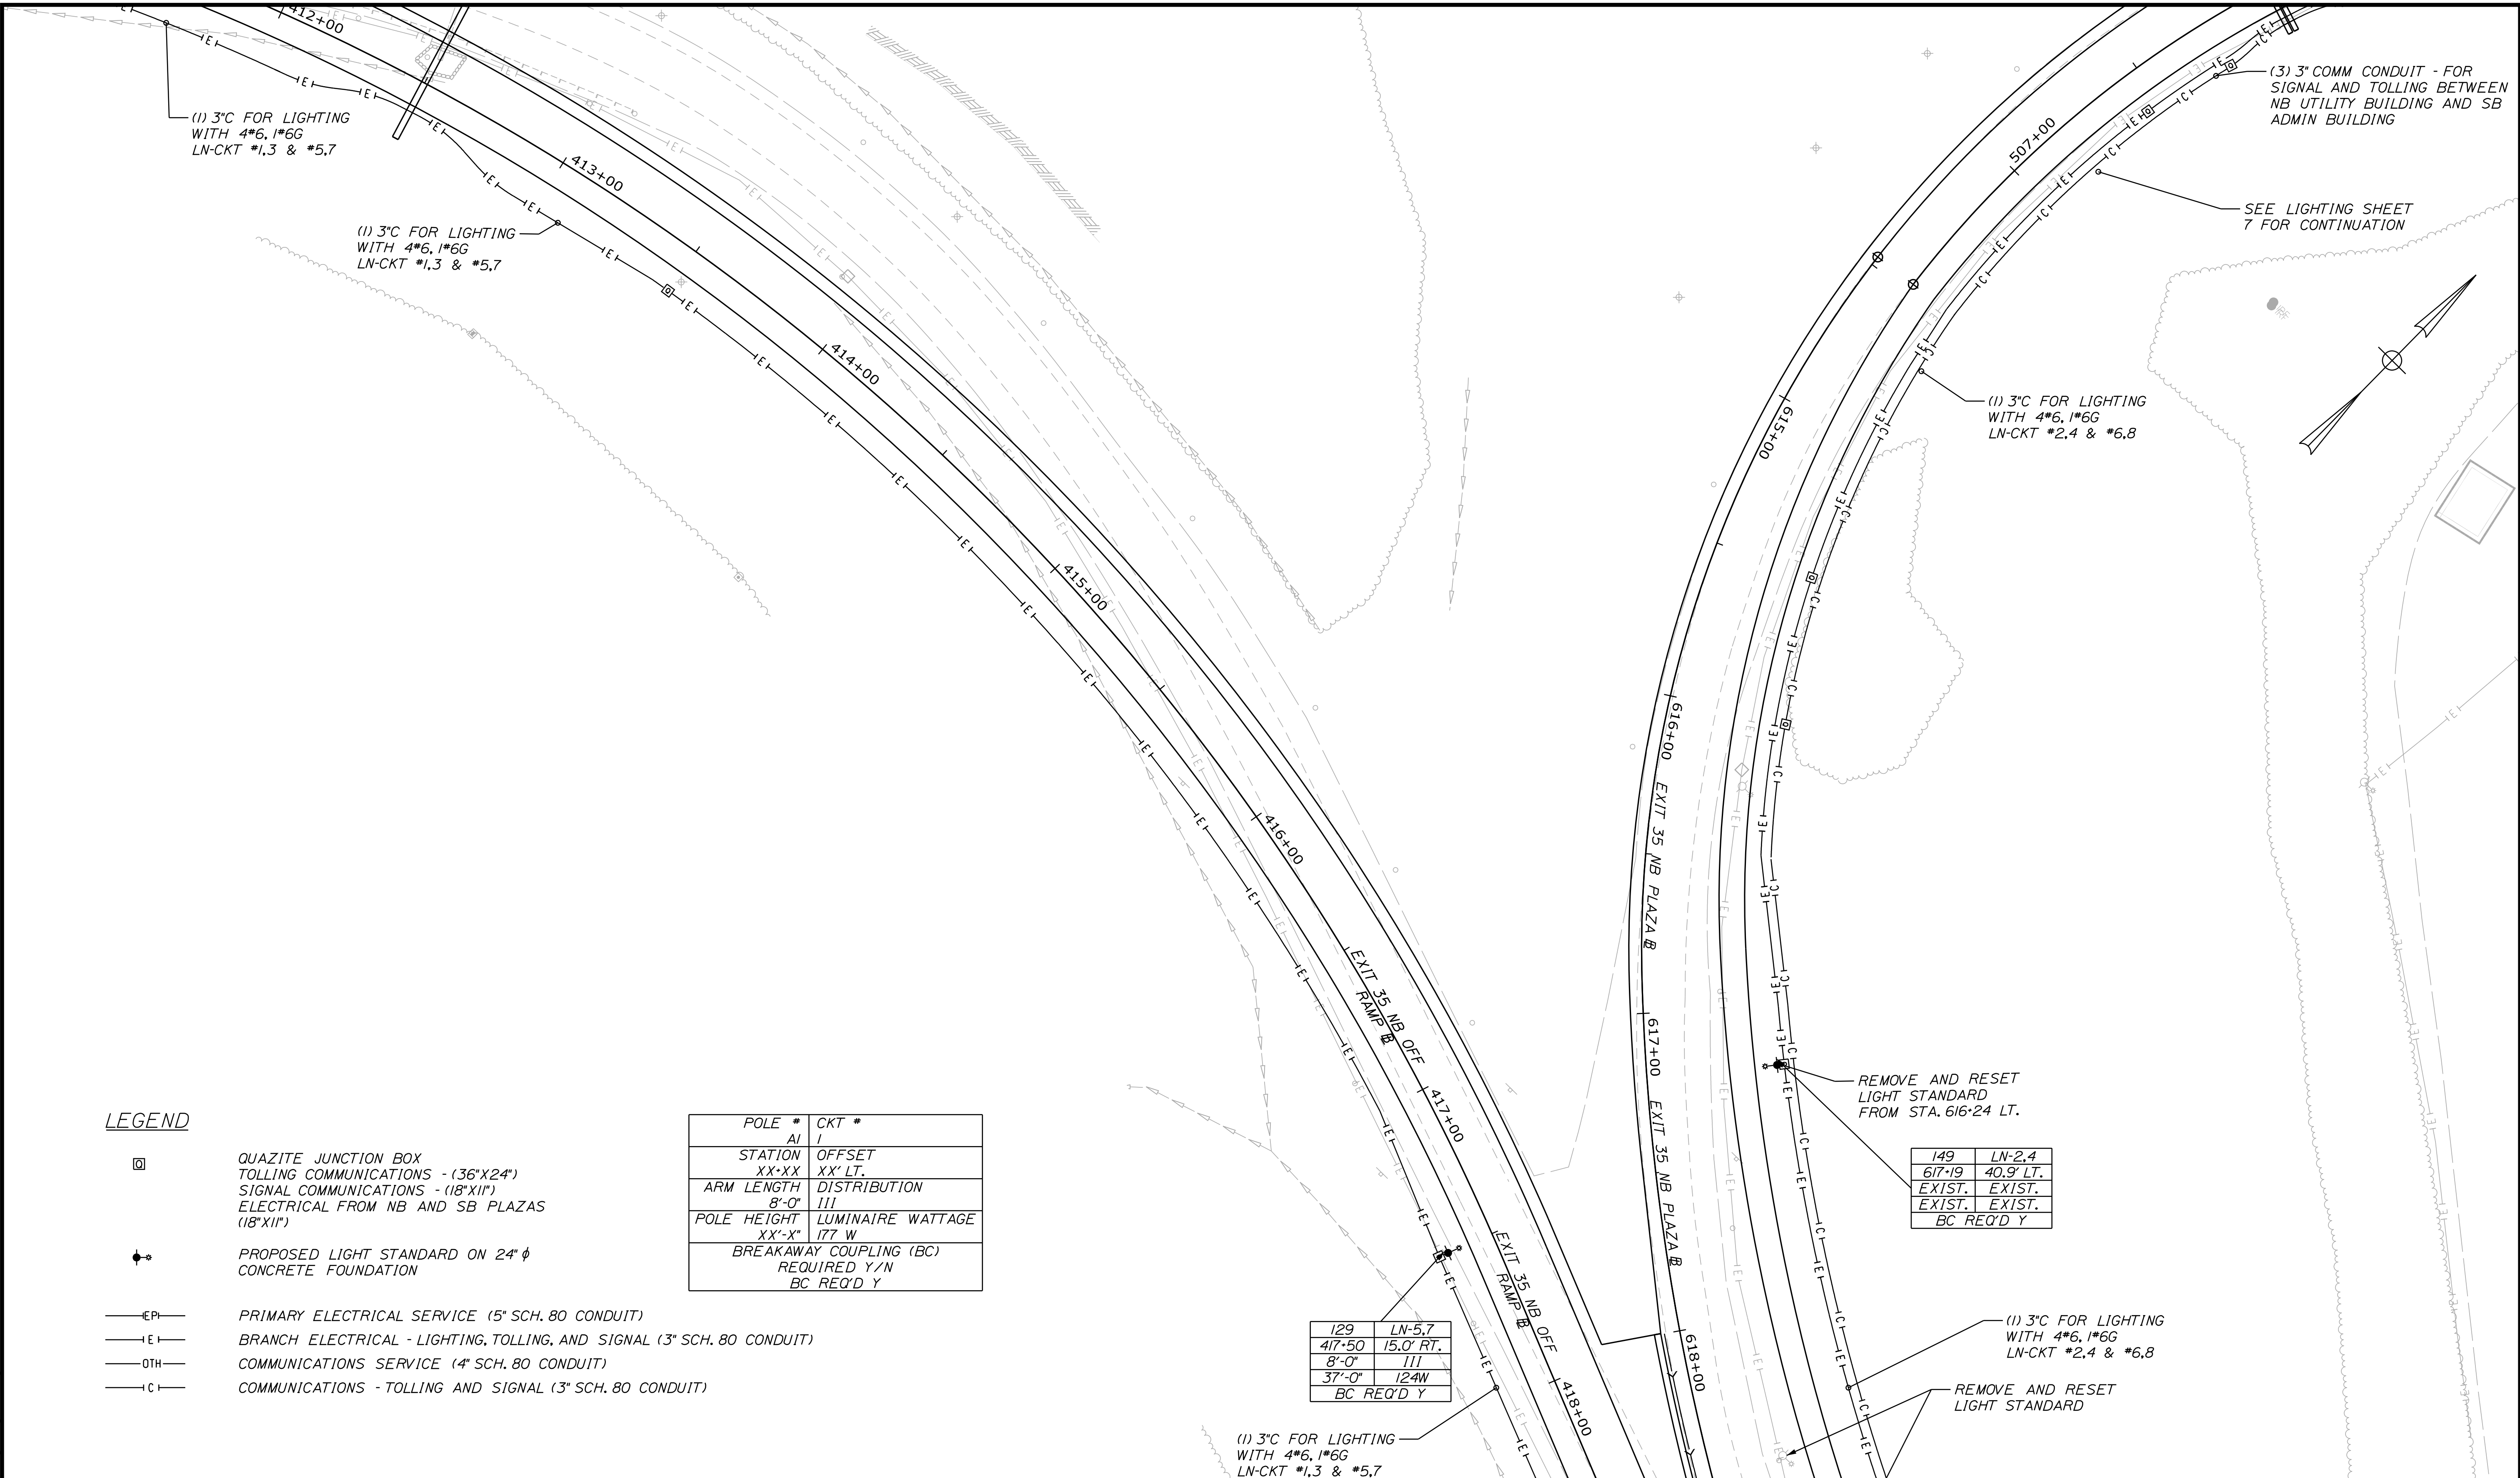 412+00
(1) 3"C FOR LIGHTING
WITH 4#6, 1#6G
LN-CKT #1,3 & #5,7
413+00
(1) 3"C FOR LIGHTING
WITH 4#6, 1#6G
LN-CKT #1,3 & #5,7
414+00
415+00
416+00
EXIT 35 NB OFF
RAMP ⅊
417+00
EXIT 35 NB OFF
RAMP ⅊
418+00
(3) 3" COMM CONDUIT - FOR
SIGNAL AND TOLLING BETWEEN
NB UTILITY BUILDING AND SB
ADMIN BUILDING
507+00
SEE LIGHTING SHEET
7 FOR CONTINUATION
(1) 3"C FOR LIGHTING
WITH 4#6, 1#6G
LN-CKT #2,4 & #6,8
615+00
616+00 EXIT 35 NB PLAZA ⅊
617+00 EXIT 35 NB PLAZA ⅊
618+00
REMOVE AND RESET
LIGHT STANDARD
FROM STA. 616+24 LT.
149 LN-2,4
617+19 40.9' LT.
EXIST. EXIST.
EXIST. EXIST.
BC REQ'D Y
(1) 3"C FOR LIGHTING
WITH 4#6, 1#6G
LN-CKT #2,4 & #6,8
REMOVE AND RESET
LIGHT STANDARD
129 LN-5,7
417+50 15.0' RT.
8'-0" III
37'-0" 124W
BC REQ'D Y
(1) 3"C FOR LIGHTING
WITH 4#6, 1#6G
LN-CKT #1,3 & #5,7
LEGEND
Q QUAZITE JUNCTION BOX
TOLLING COMMUNICATIONS - (36"X24")
SIGNAL COMMUNICATIONS - (18"X11")
ELECTRICAL FROM NB AND SB PLAZAS
(18"X11")
PROPOSED LIGHT STANDARD ON 24" ϕ
CONCRETE FOUNDATION
EP PRIMARY ELECTRICAL SERVICE (5" SCH. 80 CONDUIT)
E BRANCH ELECTRICAL - LIGHTING, TOLLING, AND SIGNAL (3" SCH. 80 CONDUIT)
OTH COMMUNICATIONS SERVICE (4" SCH. 80 CONDUIT)
C COMMUNICATIONS - TOLLING AND SIGNAL (3" SCH. 80 CONDUIT)
POLE # CKT #
A1 1
STATION OFFSET
XX+XX XX' LT.
ARM LENGTH DISTRIBUTION
8'-0" III
POLE HEIGHT LUMINAIRE WATTAGE
XX'-X" 177 W
BREAKAWAY COUPLING (BC)
REQUIRED Y/N
BC REQ'D Y